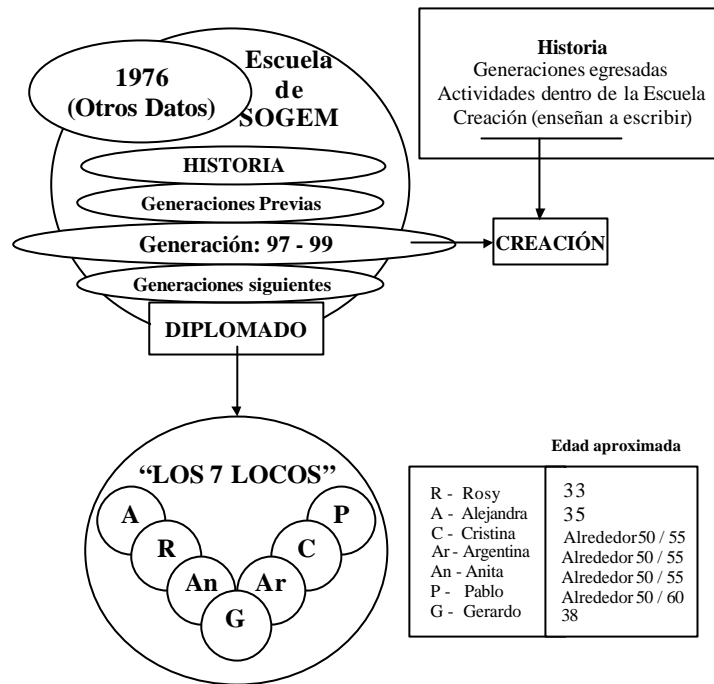 1976
(Otros Datos)
Escuela
de
SOGEM
HISTORIA
Generaciones Previas
Generación: 97 - 99
Generaciones siguientes
DIPLOMADO
Historia
Generaciones egresadas
Actividades dentro de la Escuela
Creación (enseñan a escribir)
CREACIÓN
“LOS 7 LOCOS”
A
R
An
G
Ar
C
P
Edad aproximada
R - Rosy 33
A - Alejandra 35
C - Cristina Alrededor 50 / 55
Ar - Argentina Alrededor 50 / 55
An - Anita Alrededor 50 / 55
P - Pablo Alrededor 50 / 60
G - Gerardo 38